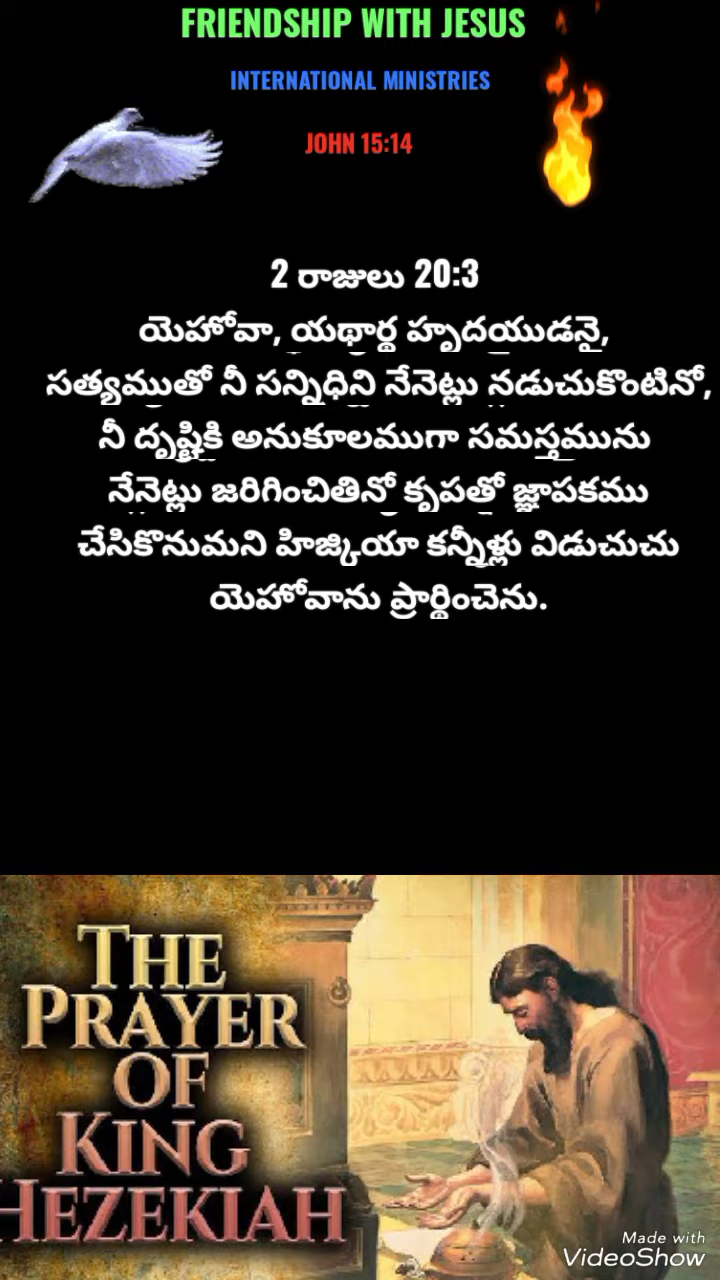 FRIENDSHIP WITH JESUS
INTERNATIONAL MINISTRIES
JOHN 15:14
2 రాజులు 20:3
యెహోవా, యథార్థ హృదయుడనై,
సత్యముతో నీ సన్నిధిని నేనెట్లు నడుచుకొంటినో,
నీ దృష్టికి అనుకూలముగా సమస్తమును
నేనెట్లు జరిగించితినో కృపతో జ్ఞాపకము
చేసికొనుమని హిజ్కియా కన్నీళ్లు విడుచుచు
యెహోవాను ప్రార్థించెను.
THE
PRAYER
OF
KING
HEZEKIAH
Made with
VideoShow